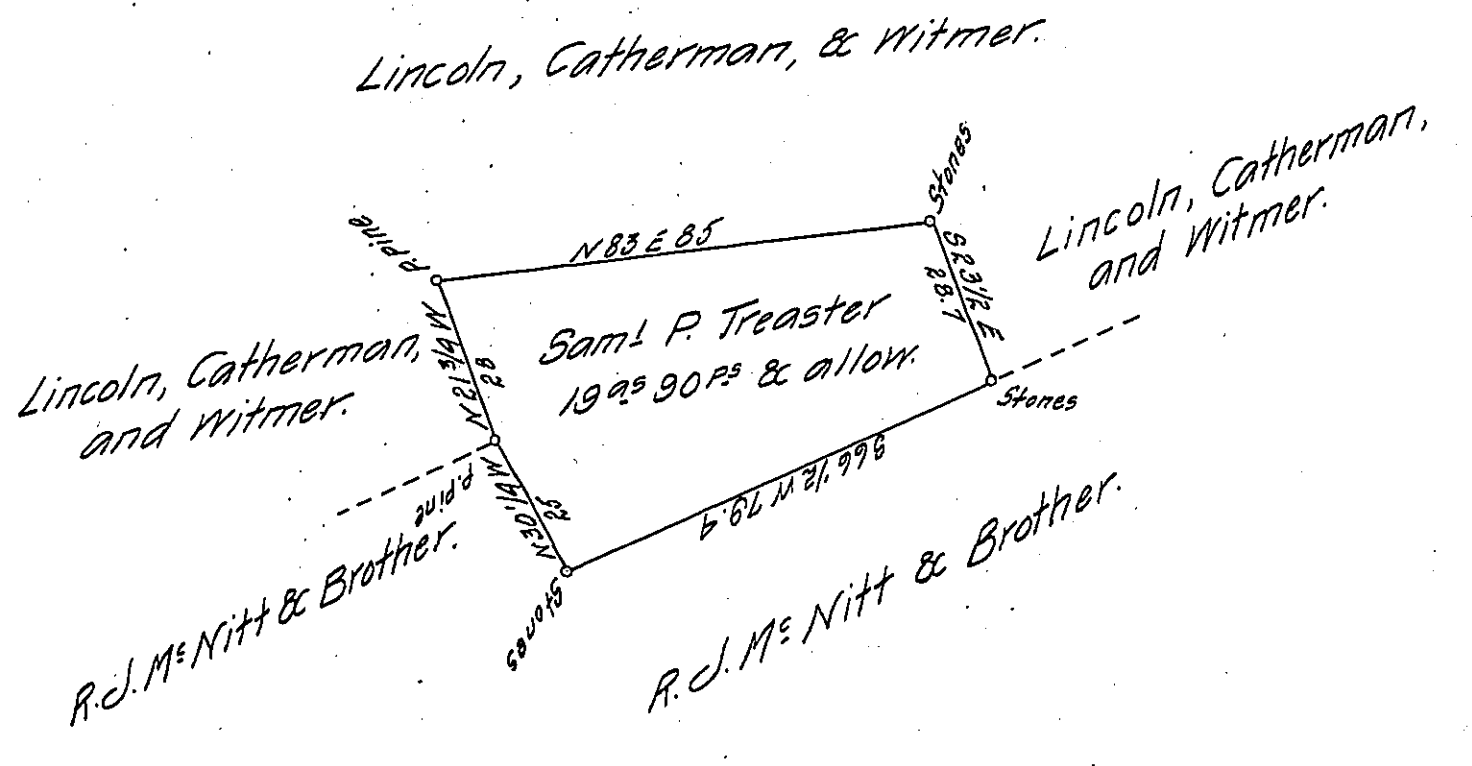 Lincoln, Catherman, & Witmer.
Stones
Lincoln, Catherman,
and Witmer.
P. Pine
N 83 E 85
S 23 1/2 E
28.7
Saml P. Treaster
19 as 90 Ps & allow.
N 21 3/4 W
28
Lincoln, Catherman,
and Witmer.
Stones
S 66 1/2 W 79.4
P. Pine
N 30 1/4 W
25
Stones
R. J. Mc Nitt & Brother.
R. J. Mc Nitt & Brother.